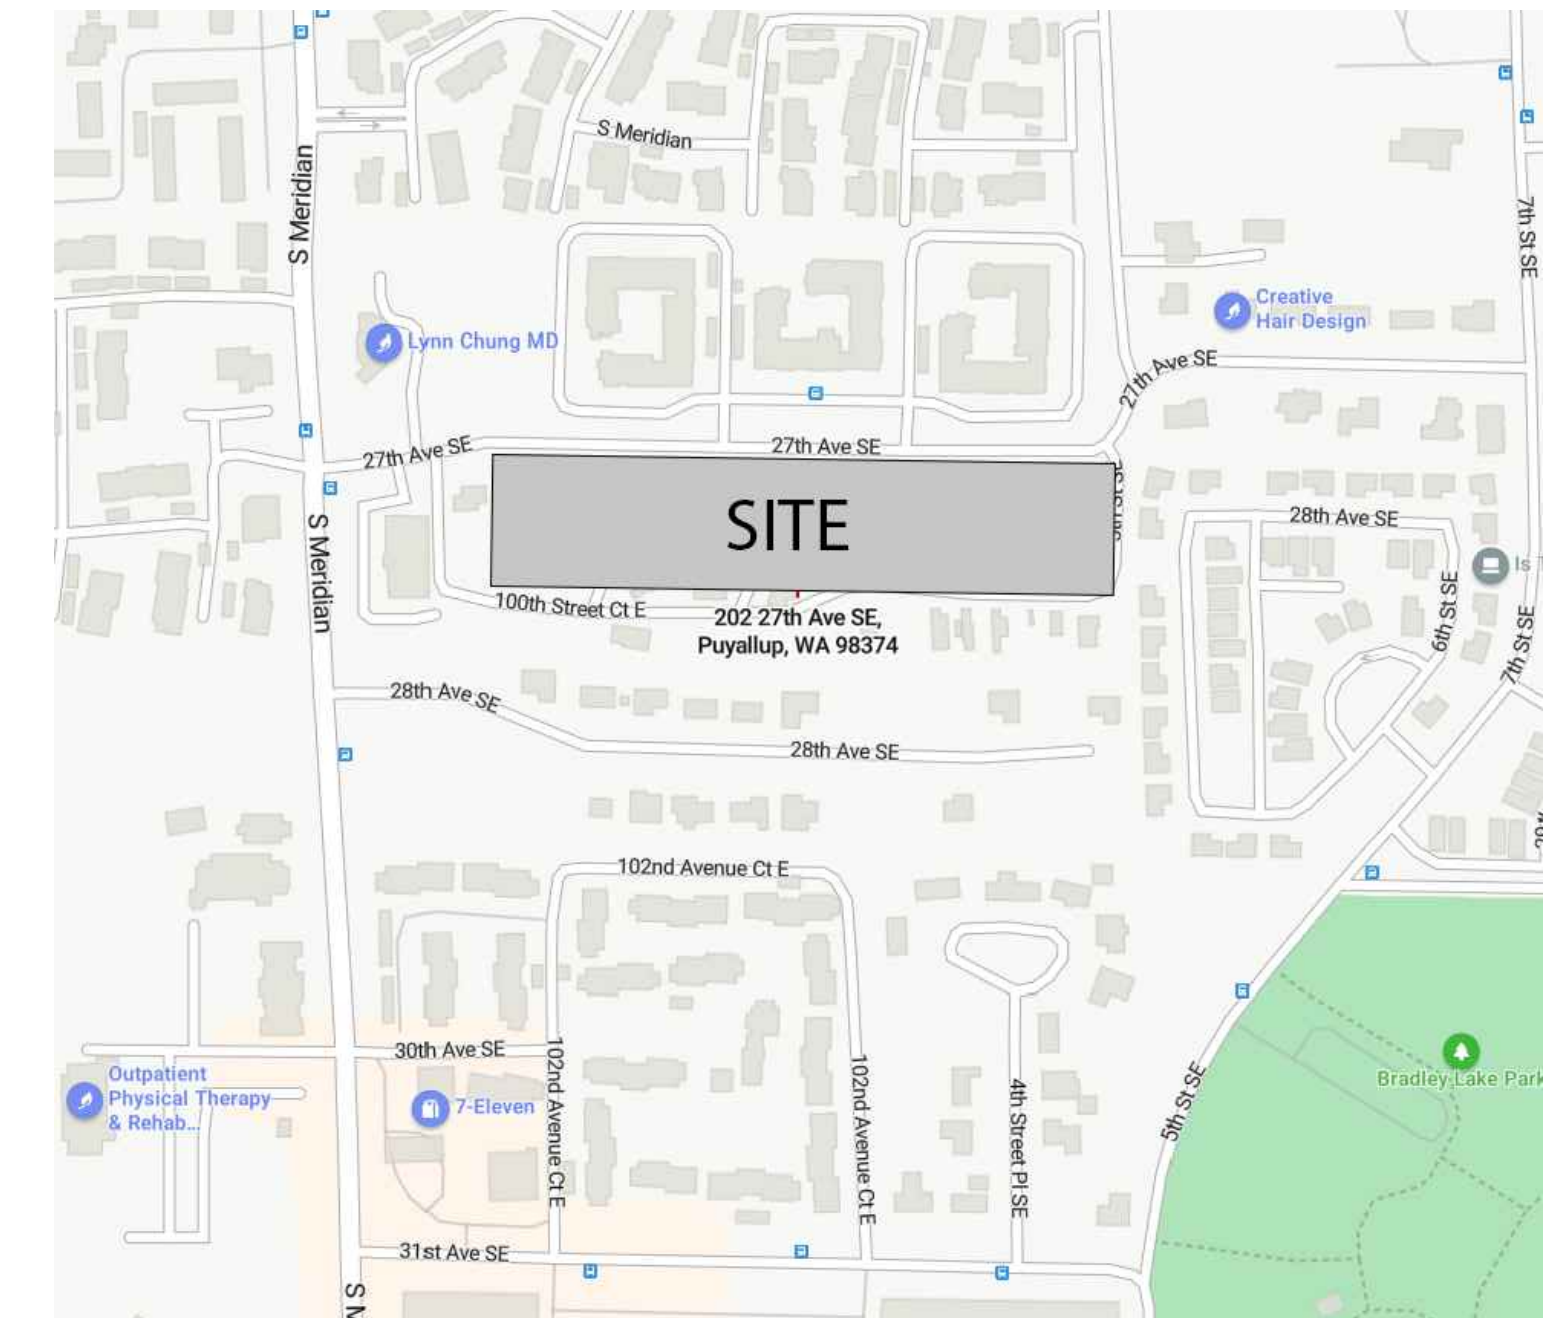 S Meridian
S Meridian
7th St SE
Creative
Hair Design
Lynn Chung MD
27th Ave SE
27th Ave SE
27th Ave SE
SITE
28th Ave SE
S Meridian
Is
6th St SE
100th Street Ct E
202 27th Ave SE,
Puyallup, WA 98374
7th St SE
28th Ave SE
28th Ave SE
102nd Avenue Ct E
30th Ave SE
Outpatient
Physical Therapy
& Rehab...
7-Eleven
102nd Avenue Ct E
102nd Avenue Ct E
4th Street Pl SE
5th St SE
Bradley Lake Park
31st Ave SE
S M